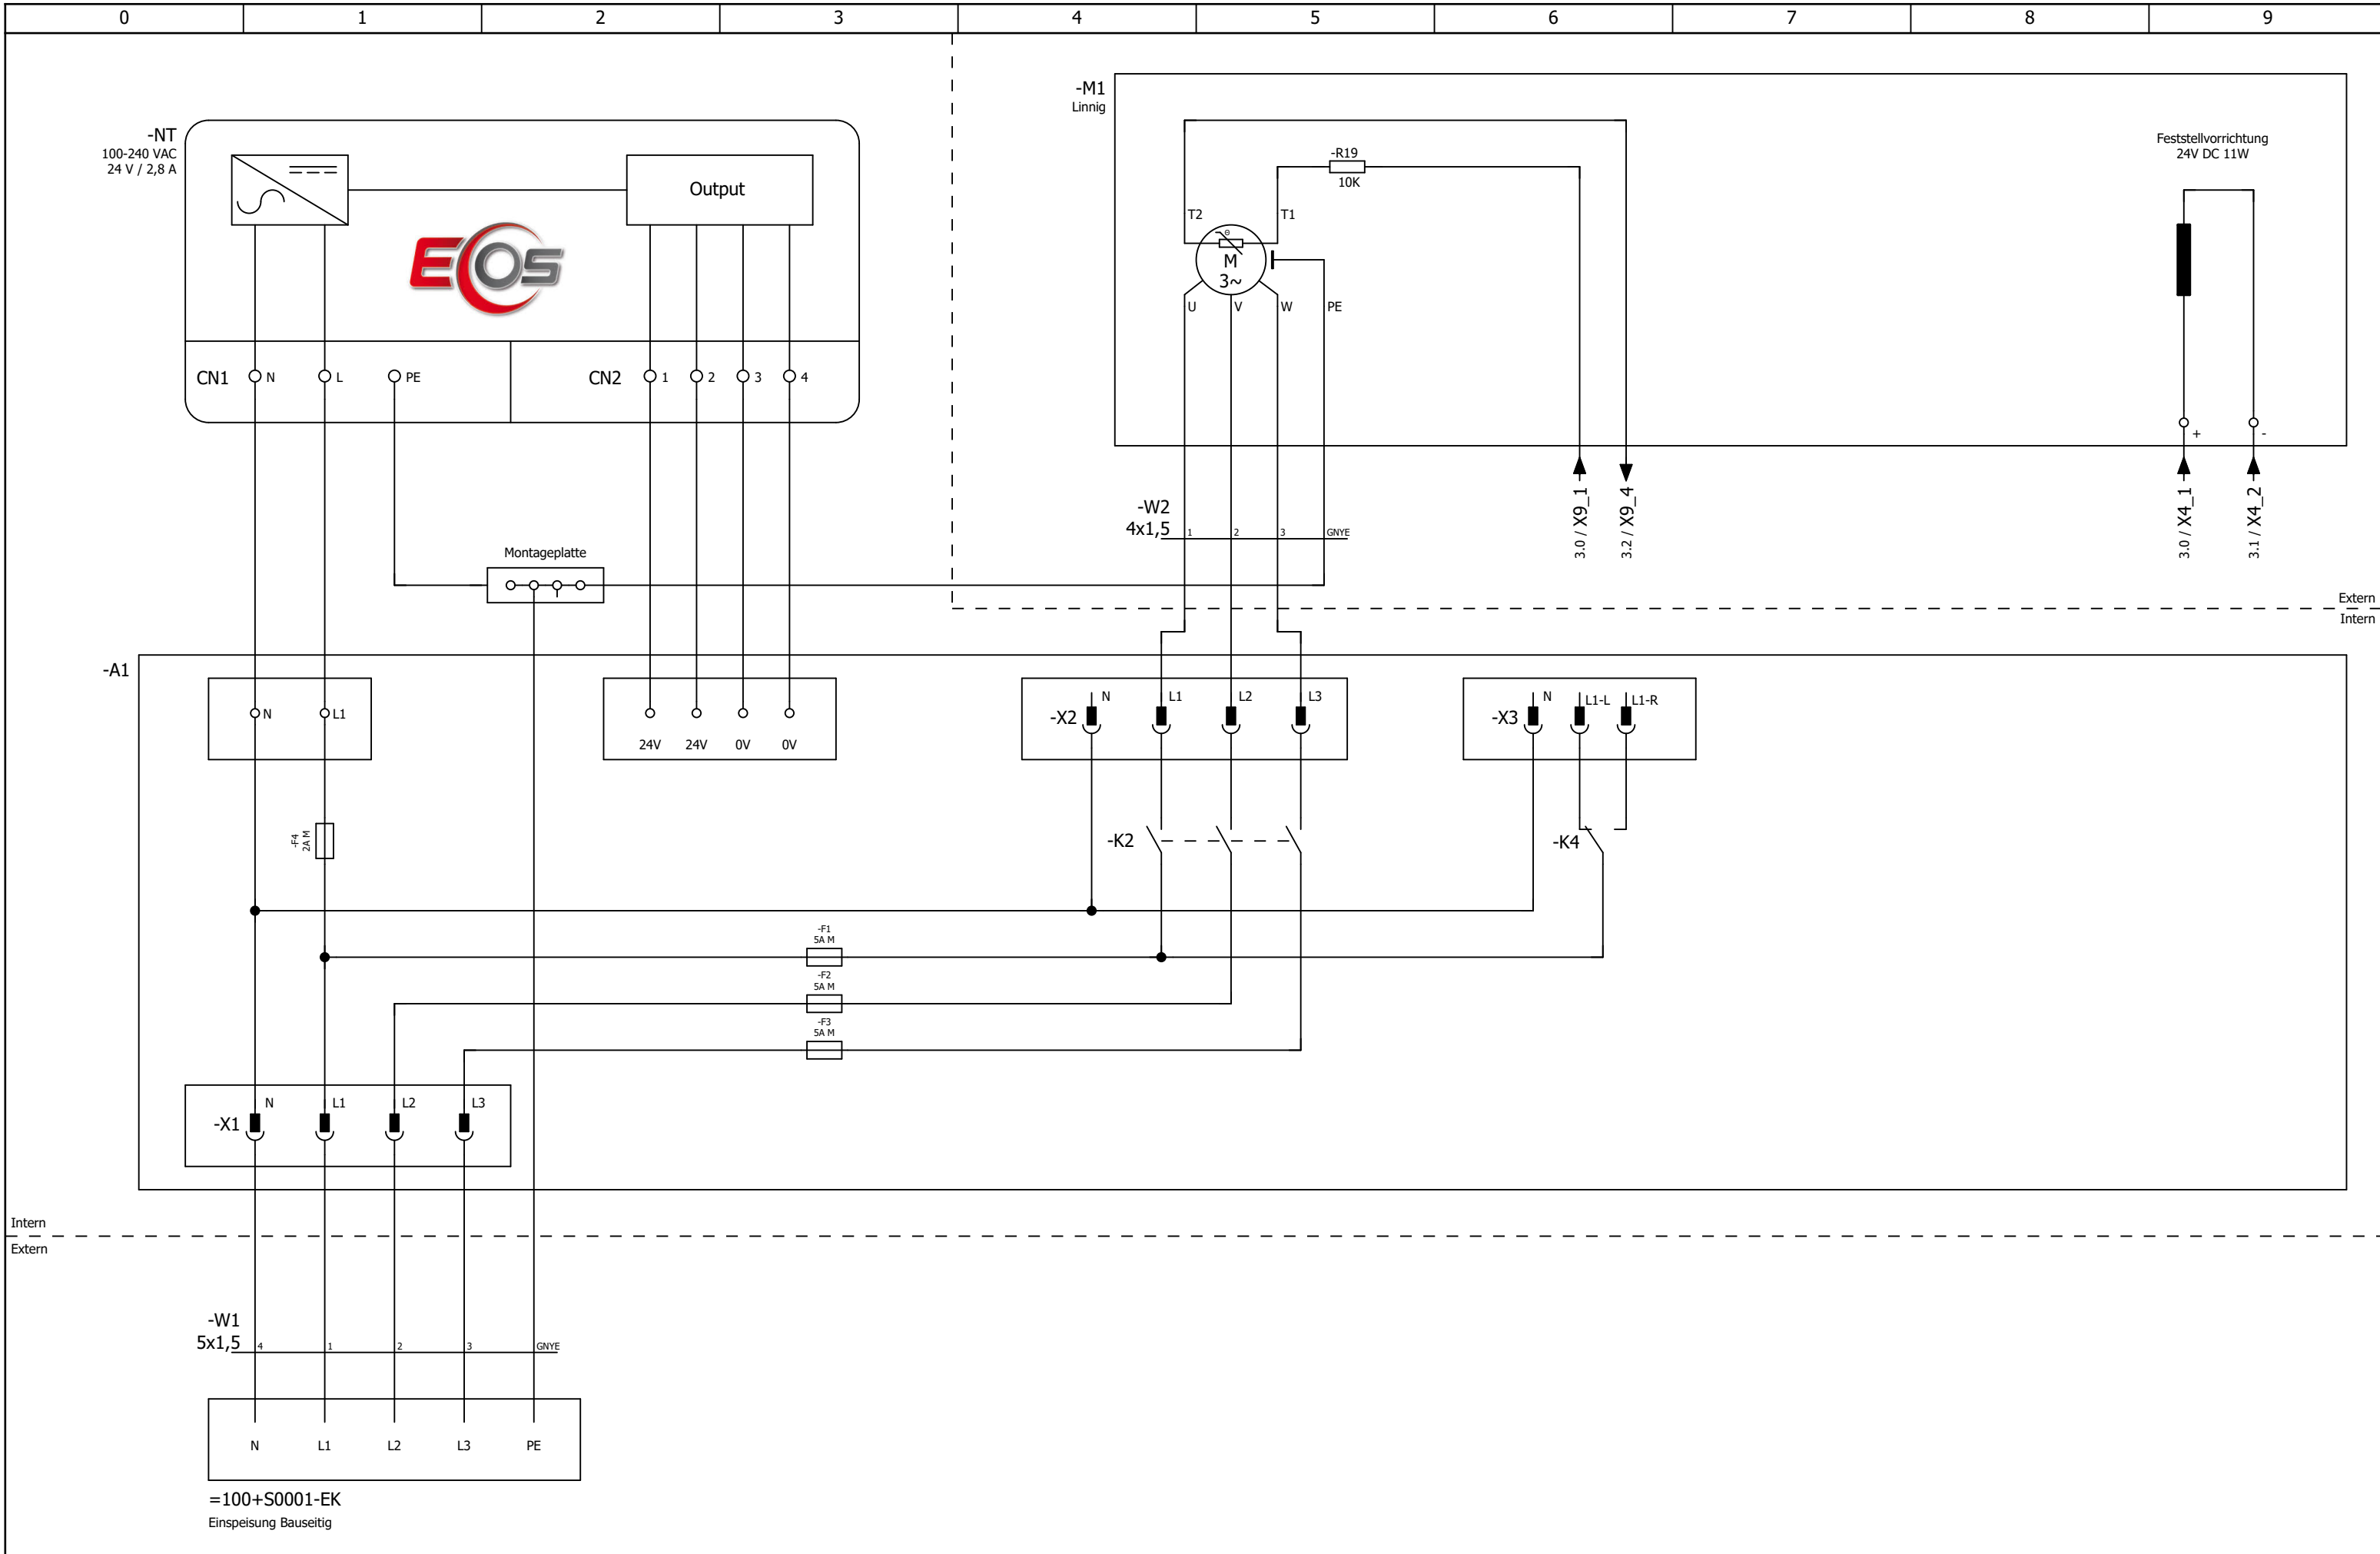 0 1 2 3 4 5 6 7 8 9
-NT
100-240 VAC
24 V / 2,8 A
Output
ECOS
CN1 N L PE CN2 1 2 3 4
-M1
Linnig
-R19
10K
T2 T1
Θ
M
3~
U V W PE
Feststellvorrichtung
24V DC 11W
+ -
-W2
4x1,5 1 2 3 GNYE
3.0 / X9_1
3.2 / X9_4
3.0 / X4_1
3.1 / X4_2
Montageplatte
Extern
Intern
-A1
N L1
24V 24V 0V 0V
-X2 N L1 L2 L3
-X3 N L1-L L1-R
-F4
2A M
-K2
-K4
-F1
5A M
-F2
5A M
-F3
5A M
-X1 N L1 L2 L3
Intern
Extern
-W1
5x1,5 4 1 2 3 GNYE
N L1 L2 L3 PE
=100+S0001-EK
Einspeisung Bauseitig